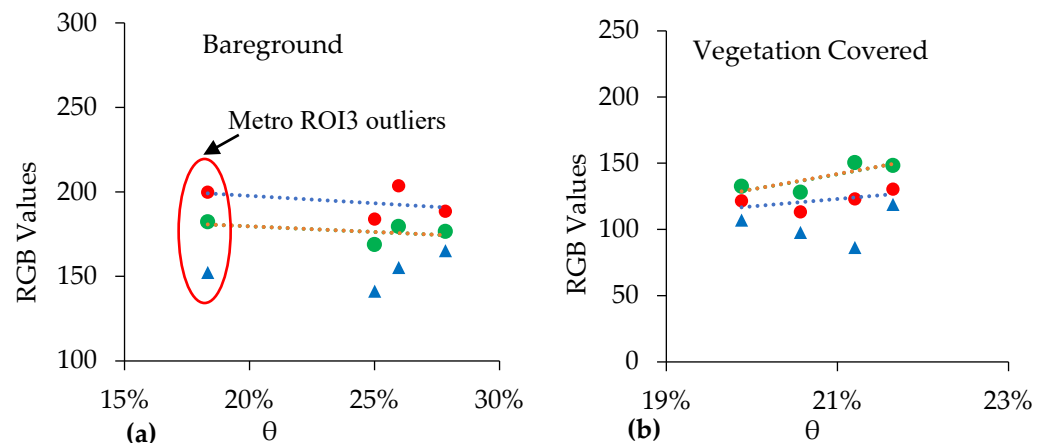 Bareground
Metro ROI3 outliers
RGB Values
300
250
200
150
100
15%
20%
25%
30%
(a)
θ
Vegetation Covered
RGB Values
250
200
150
100
50
0
19%
21%
23%
(b)
θ